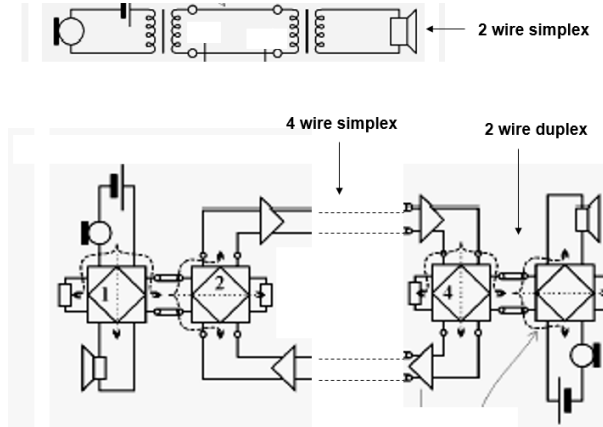 2 wire simplex
4 wire simplex
2 wire duplex
1
2
4